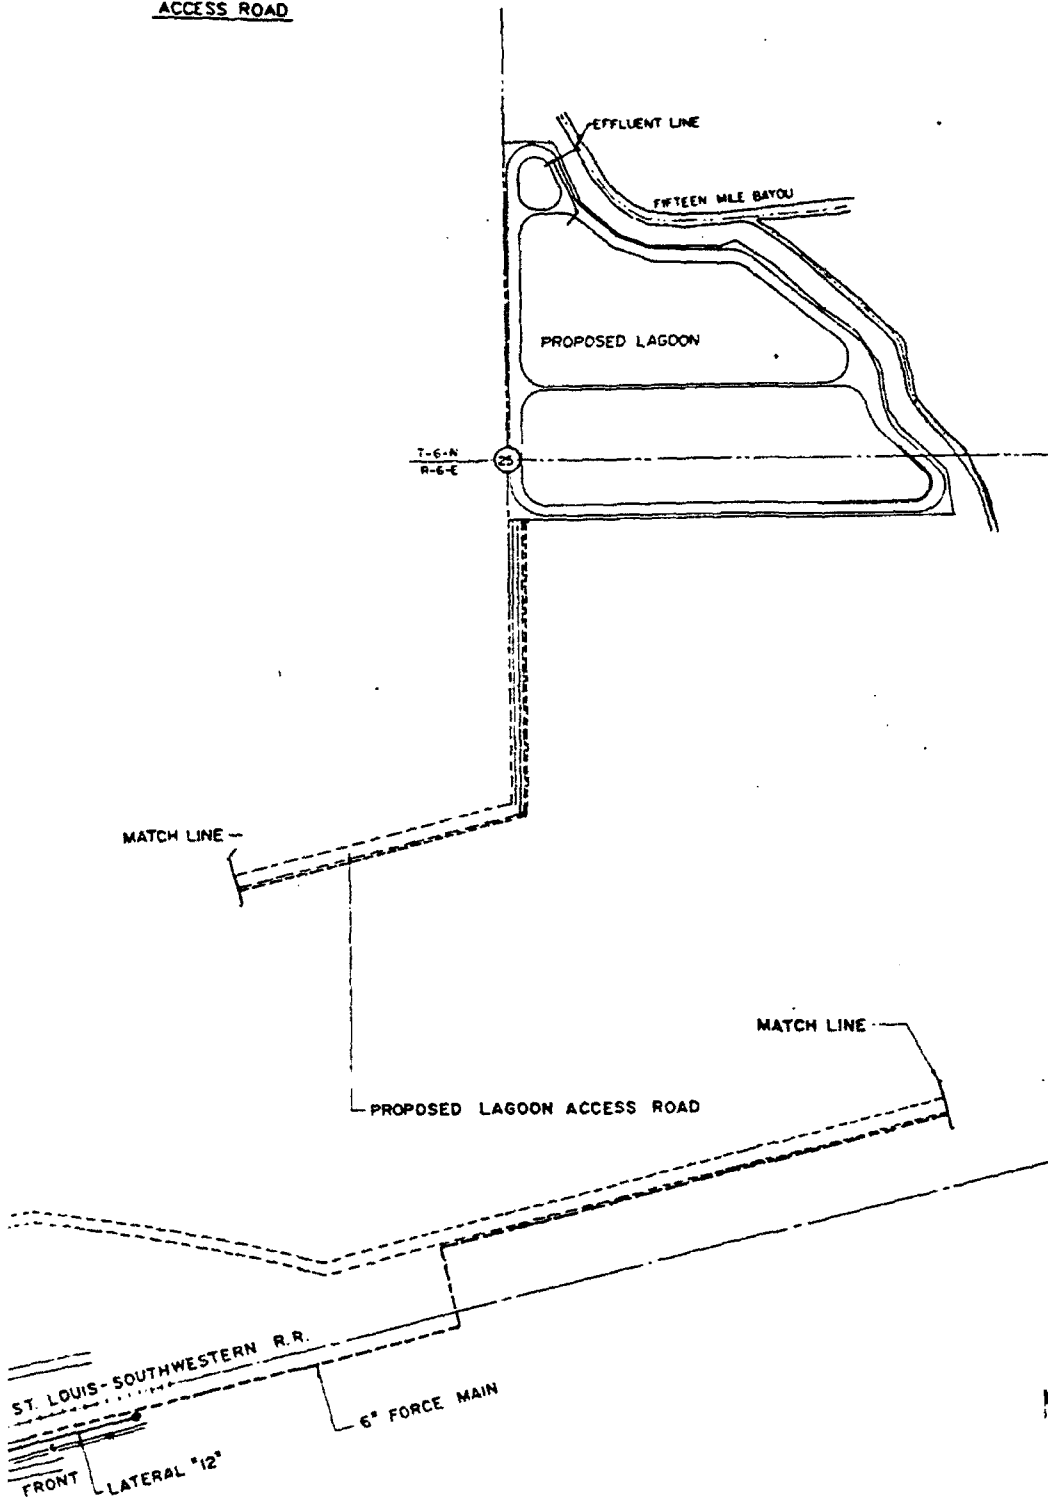 ACCESS ROAD
EFFLUENT LINE
FIFTEEN MILE BAYOU
PROPOSED LAGOON
T-6-N
R-6-E
25
MATCH LINE
MATCH LINE
PROPOSED LAGOON ACCESS ROAD
ST. LOUIS-SOUTHWESTERN R.R.
6" FORCE MAIN
LATERAL "12"
FRONT